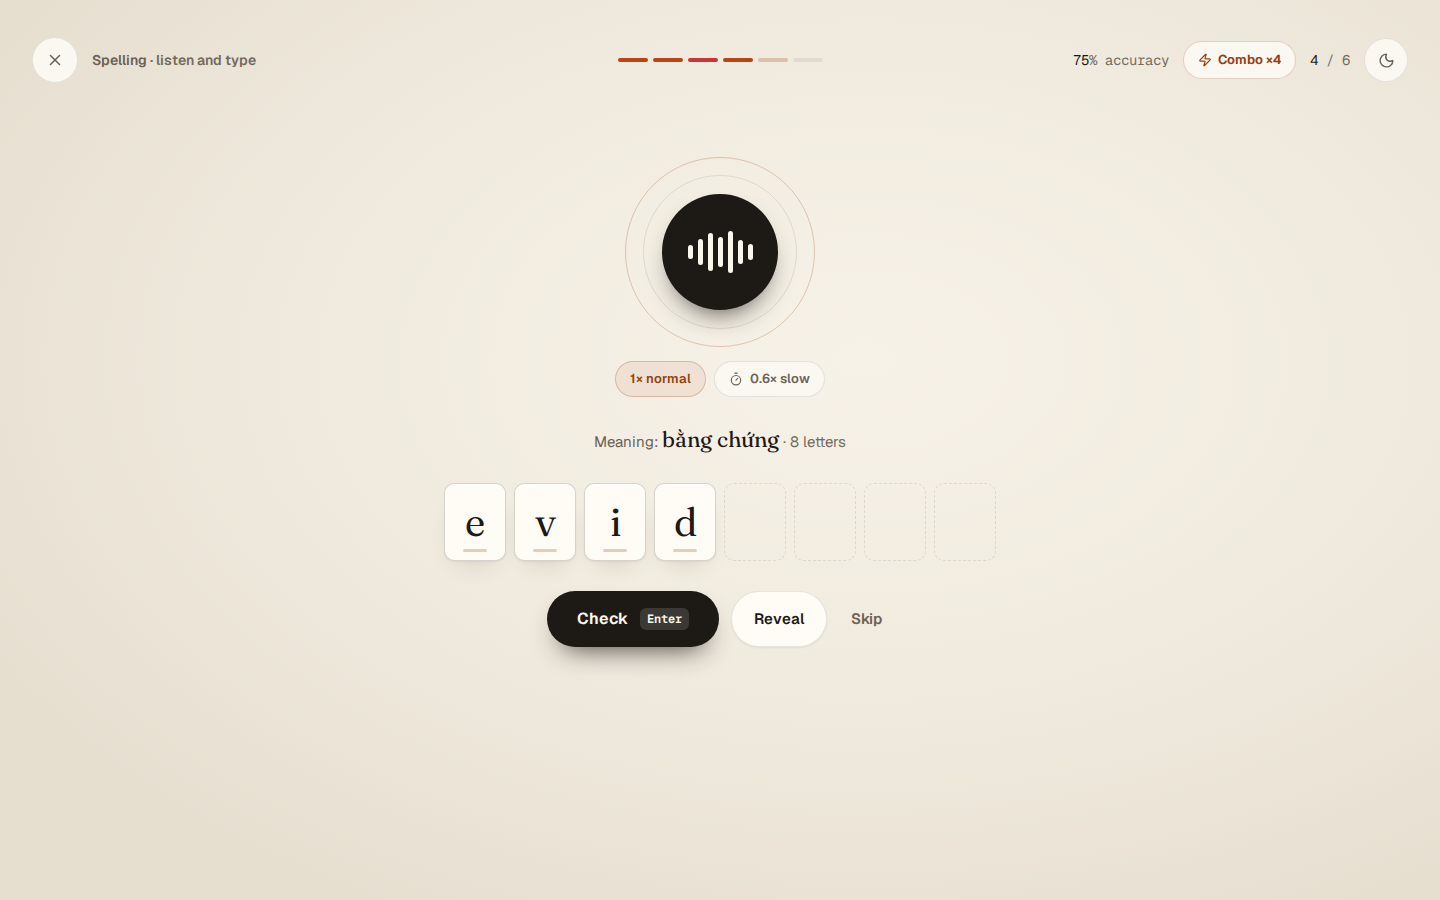 Spelling · listen and type
75% accuracy
Combo ×4
4 / 6
1× normal
0.6× slow
Meaning: bằng chứng · 8 letters
e v i d
Check Enter
Reveal
Skip